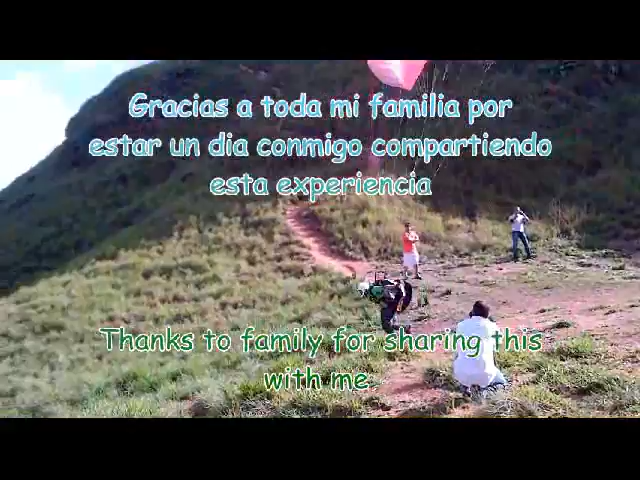 Gracias a toda mi familia por
estar un dia conmigo compartiendo
esta experiencia
Thanks to family for sharing this
with me